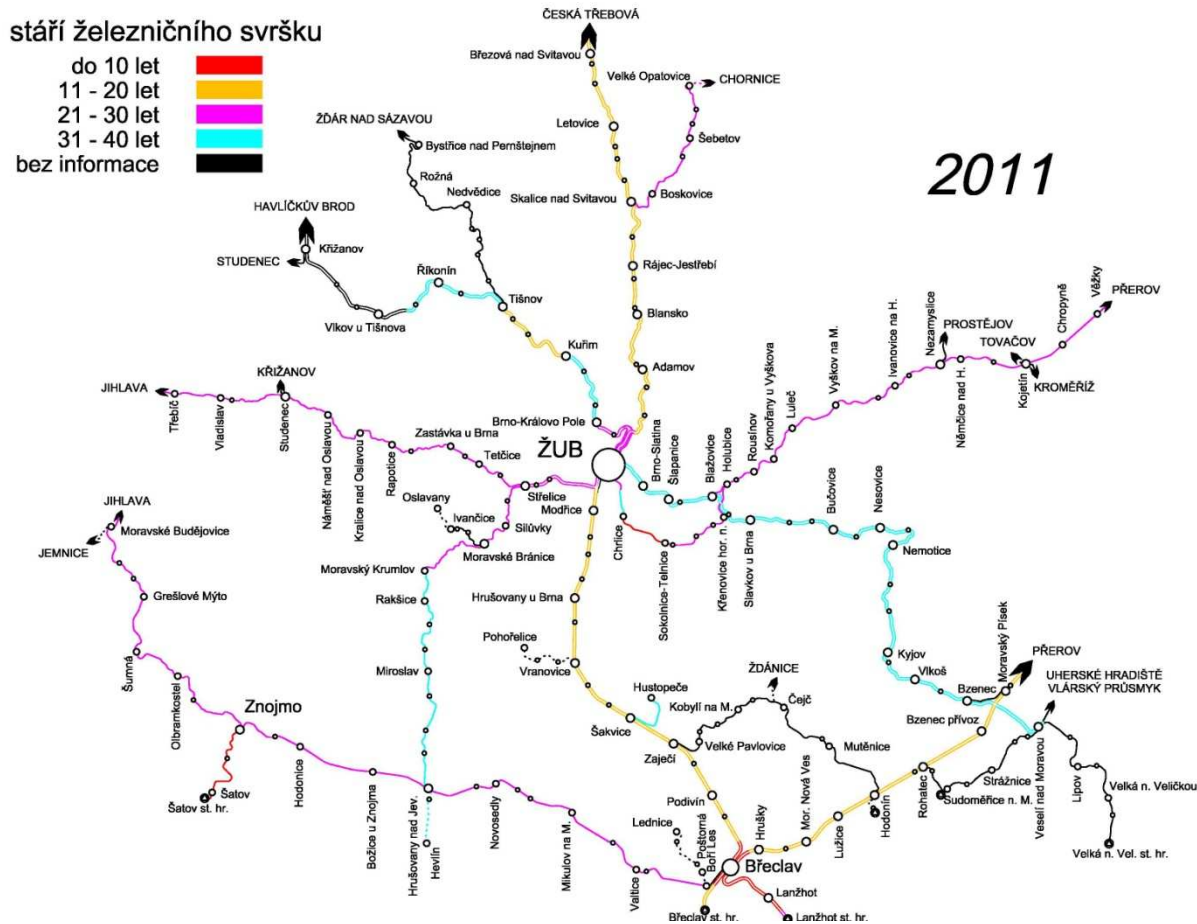 stáří železničního svršku
do 10 let
11 - 20 let
21 - 30 let
31 - 40 let
bez informace
2011
ČESKÁ TŘEBOVÁ
Březová nad Svitavou
Velké Opatovice
CHORNICE
Letovice
Šebetov
Skalice nad Svitavou
Boskovice
ŽĎÁR NAD SÁZAVOU
Bystřice nad Pernštejnem
Rožná
Nedvědice
HAVLÍČKŮV BROD
Křižanov
STUDENEC
Říkonín
Tišnov
Vlkov u Tišnova
Rájec-Jestřebí
Blansko
Kuřim
Adamov
Brno-Královo Pole
ŽUB
JIHLAVA
KŘIŽANOV
Třebíč
Vladislav
Studenec
Náměšť nad Oslavou
Kralice nad Oslavou
Rapotice
Zastávka u Brna
Tetčice
Střelice
Modřice
Oslavany
Ivančice
Silůvky
Moravské Bránice
Brno-Slatina
Šlapanice
Blažovice
Holubice
Rousínov
Komořany u Vyškova
Luleč
Vyškov na M.
Ivanovice na H.
Nezamyslice
PROSTĚJOV
Němčice nad H.
TOVAČOV
Kojetín
KROMĚŘÍŽ
Chropyně
Věžky
PŘEROV
Chrlice
Sokolnice-Telnice
Křenovice hor. n.
Slavkov u Brna
Bučovice
Nesovice
Nemotice
JIHLAVA
Moravské Budějovice
JEMNICE
Grešlové Mýto
Šumná
Olbramkostel
Znojmo
Šatov
Šatov st. hr.
Hodonice
Božice u Znojma
Hrušovany nad Jev.
Hevlín
Moravský Krumlov
Rakšice
Miroslav
Hrušovany u Brna
Pohořelice
Vranovice
Hustopeče
Šakvice
Kobylí na M.
ŽDÁNICE
Čejč
Zaječí
Velké Pavlovice
Mutěnice
Kyjov
Vlkoš
Bzenec
Moravský Písek
PŘEROV
UHERSKÉ HRADIŠTĚ
VLÁRSKÝ PRŮSMYK
Bzenec přívoz
Novosedly
Mikulov na M.
Valtice
Lednice
Poštorná
Boří Les
Podivín
Hrušky
Mor. Nová Ves
Lužice
Hodonín
Rohatec
Sudoměřice n. M.
Strážnice
Veselí nad Moravou
Lipov
Velká n. Veličkou
Velká n. Vel. st. hr.
Břeclav
Lanžhot
Břeclav st. hr.
Lanžhot st. hr.